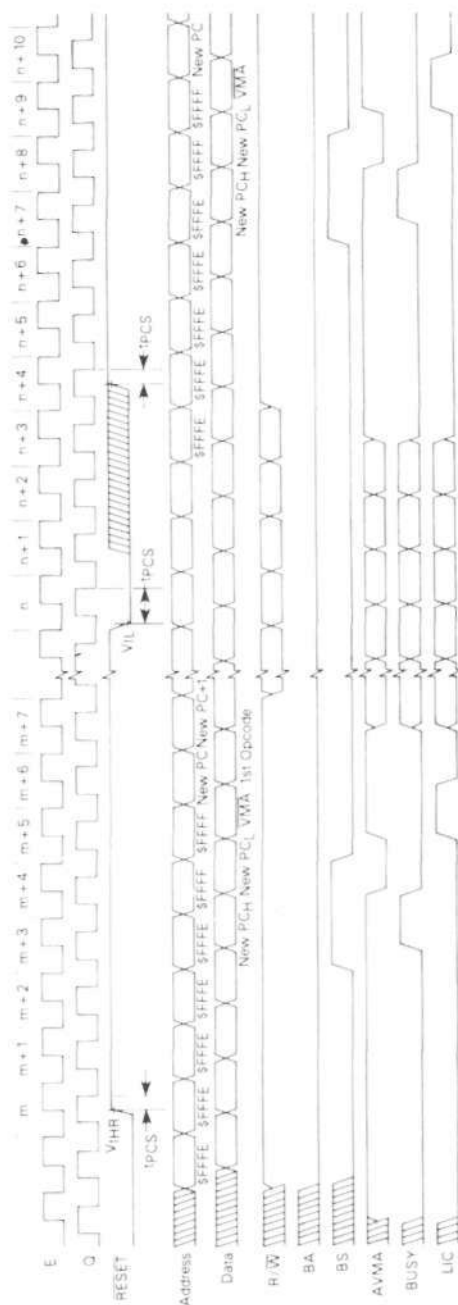 m m+1 m+2 m+3 m+4 m+5 m+6 m+7 n n+1 n+2 n+3 n+4 n+5 n+6 n+7 n+8 n+9 n+10
E
Q
VIHR VIL
RESET
tPCS tPCS tPCS
Address
$FFFE $FFFE $FFFE $FFFE $FFFE $FFFF $FFFF New PC New PC+1 $FFFE $FFFE $FFFE $FFFE $FFFE $FFFE $FFFF $FFFF New PC
Data
New PCH New PCL VMA 1st Opcode New PCH New PCL VMA
R/W
BA
BS
AVMA
BUSY
LIC